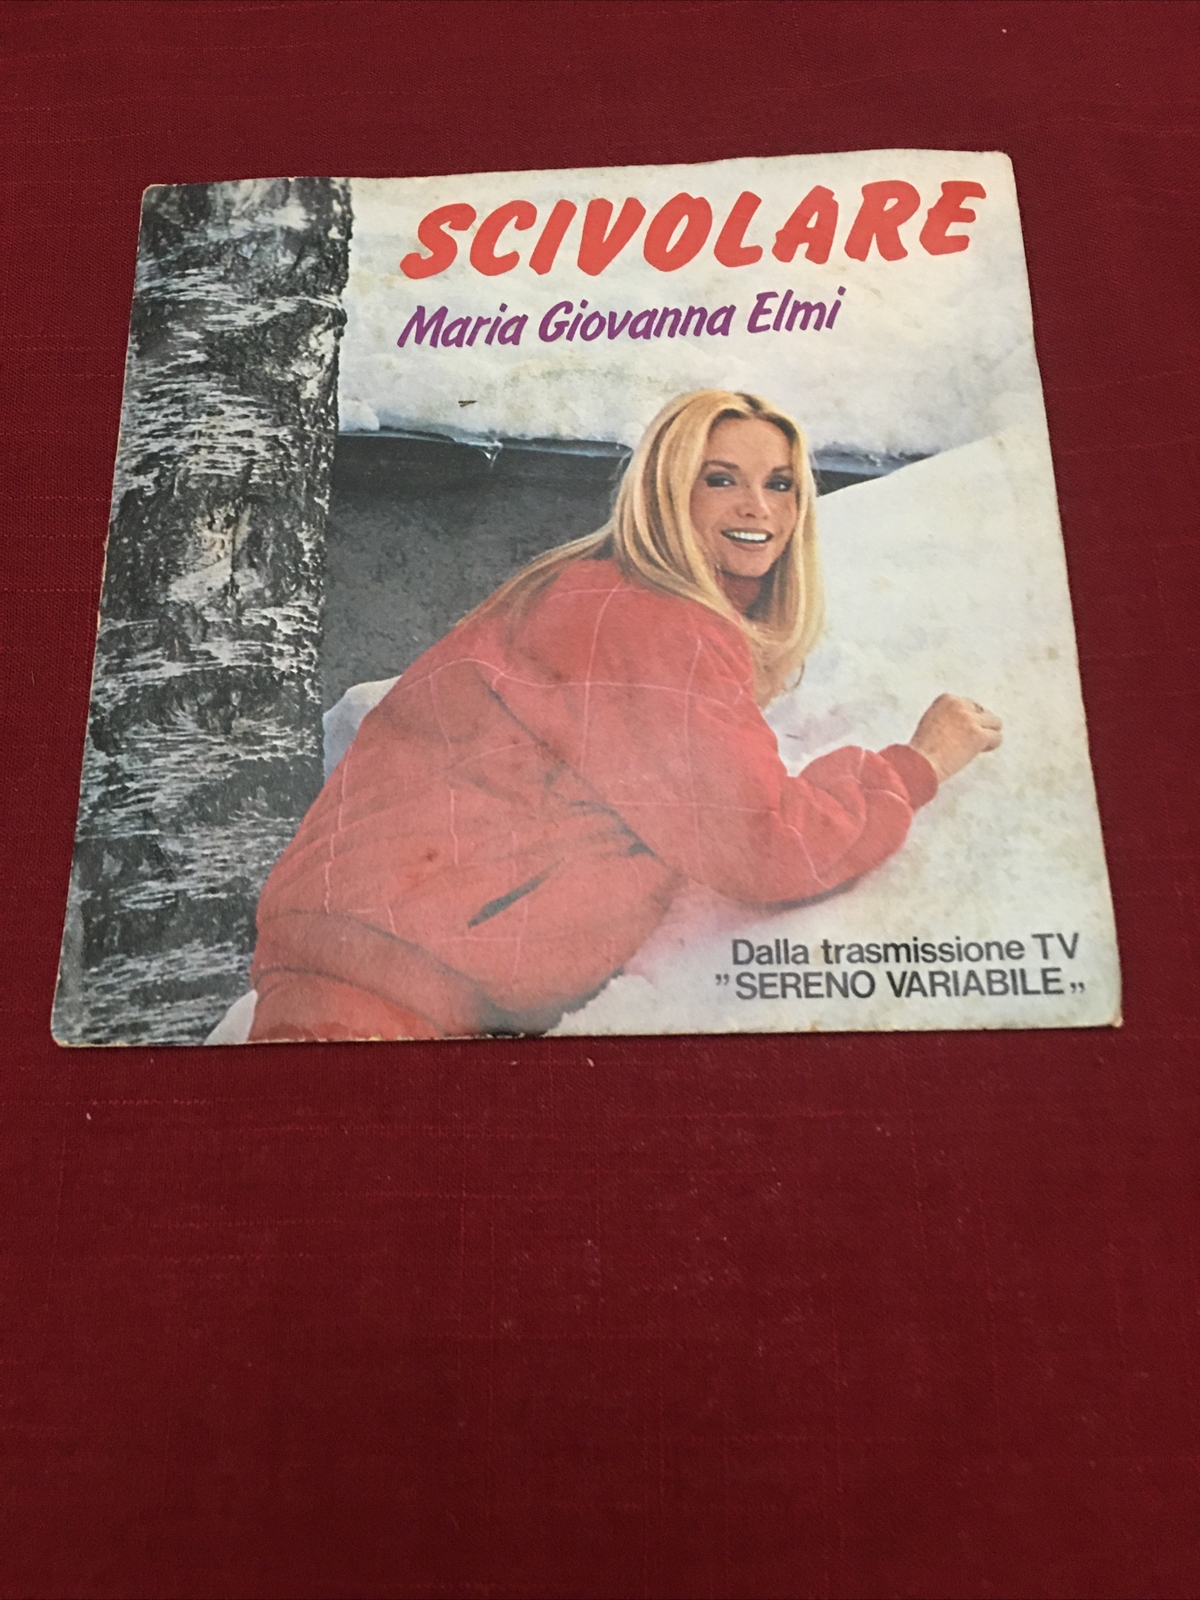 SCIVOLARE
Maria Giovanna Elmi
Dalla trasmissione TV
”SERENO VARIABILE„